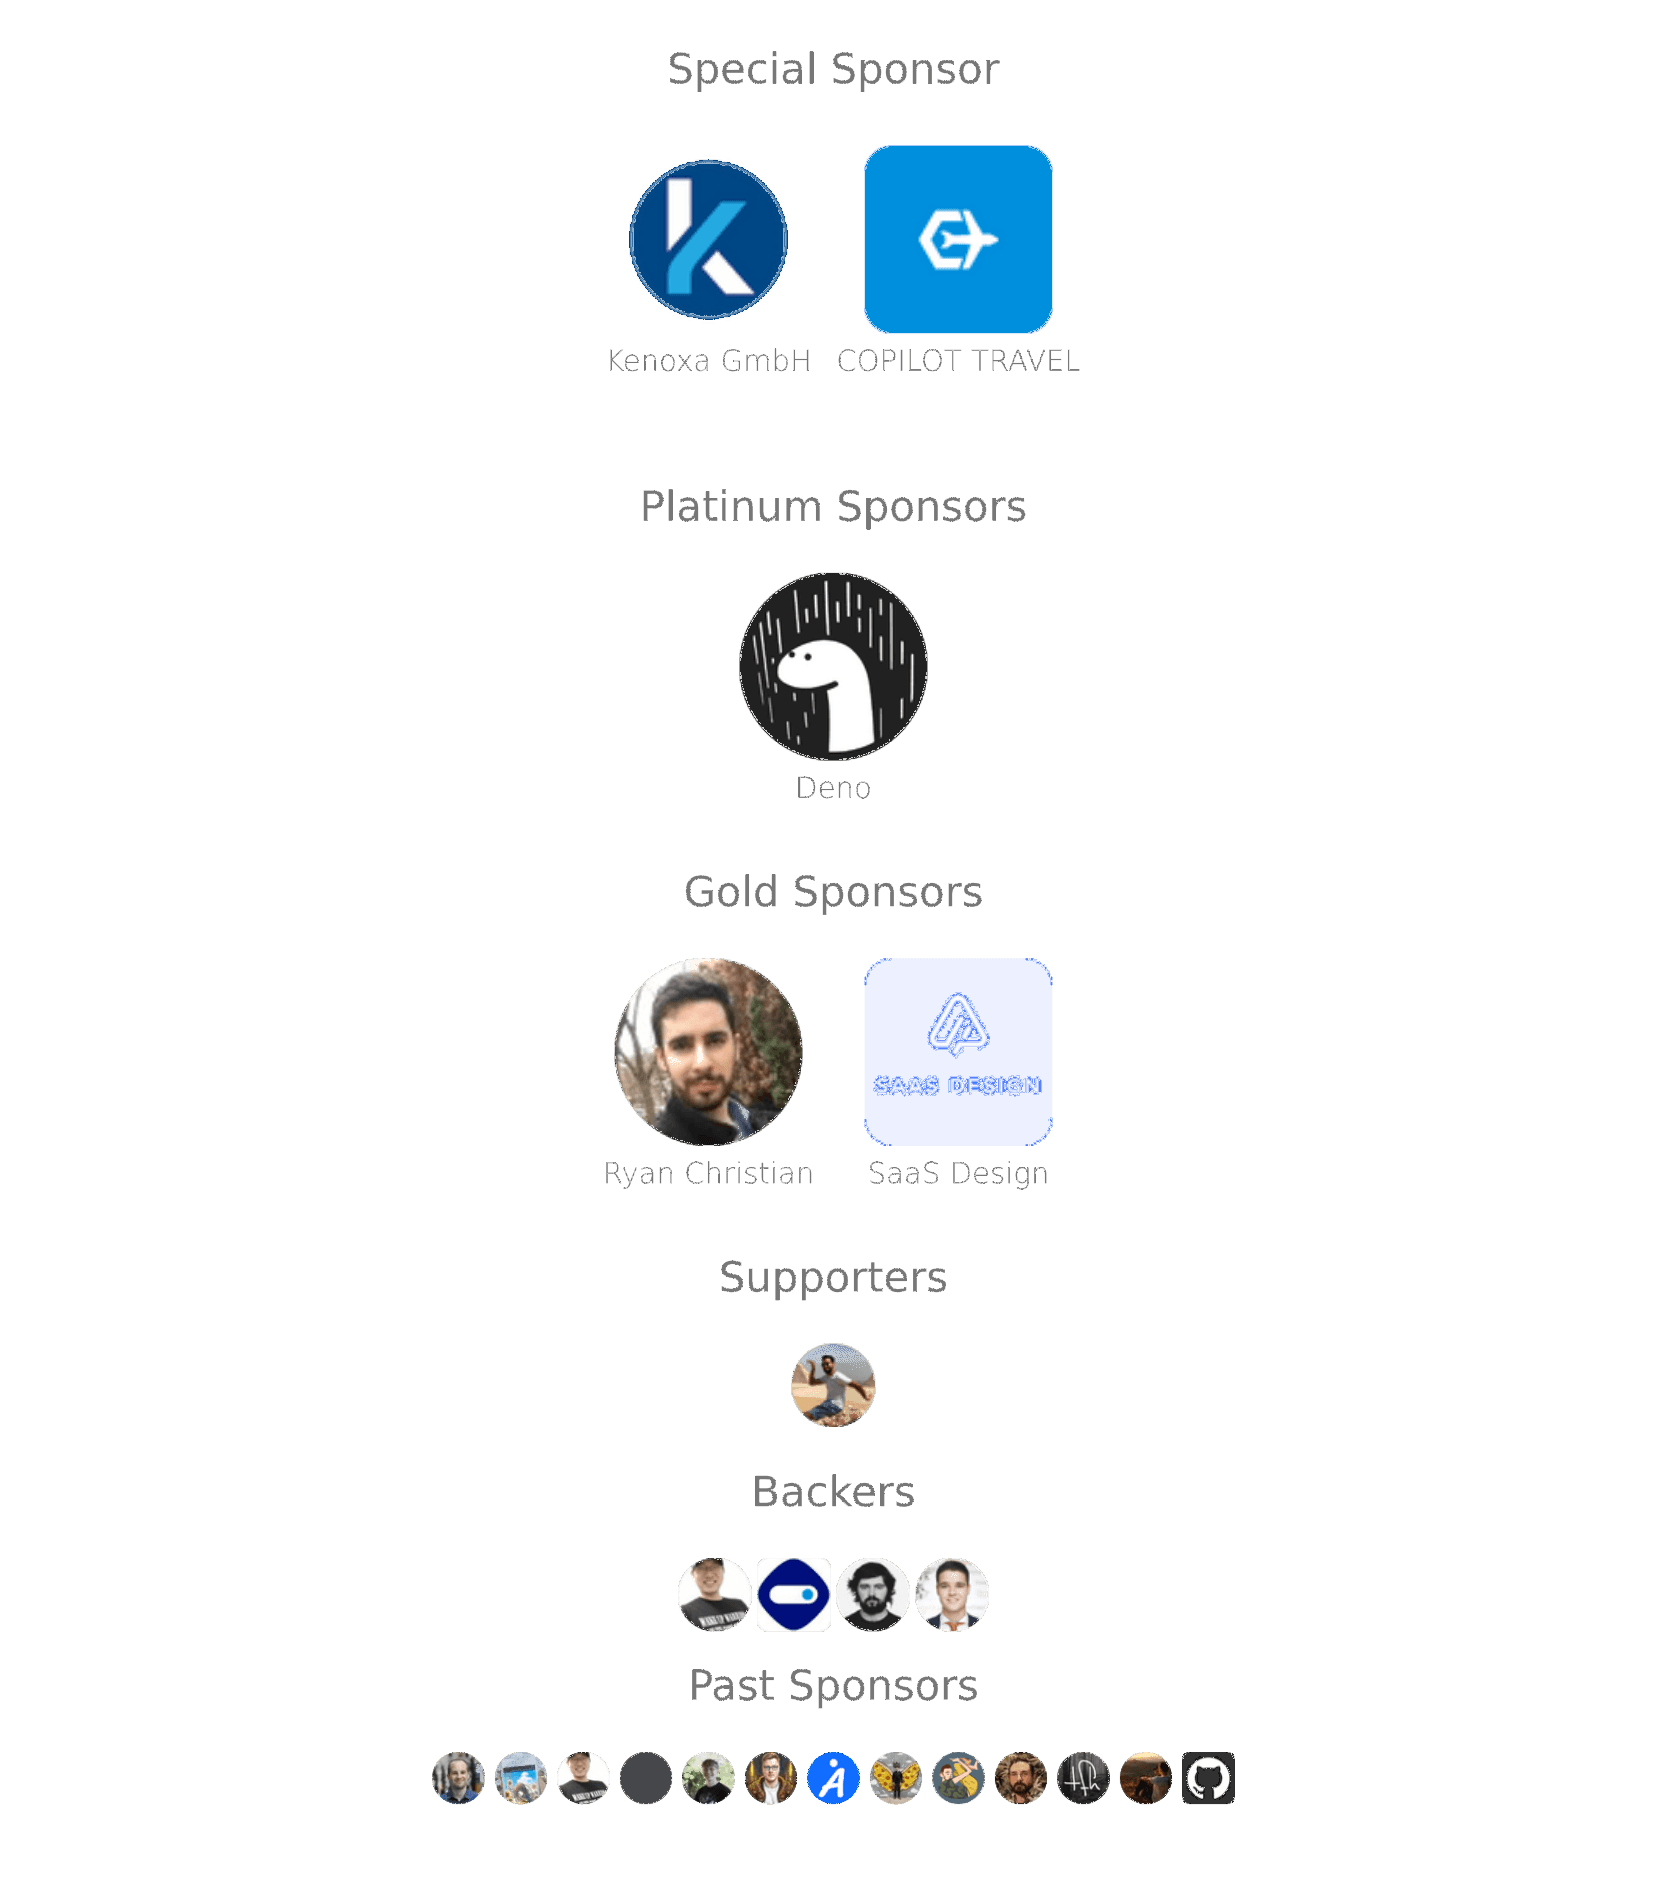 Special Sponsor
Kenoxa GmbH
COPILOT TRAVEL
Platinum Sponsors
Deno
Gold Sponsors
SAAS DESIGN
Ryan Christian
SaaS Design
Supporters
Backers
Past Sponsors